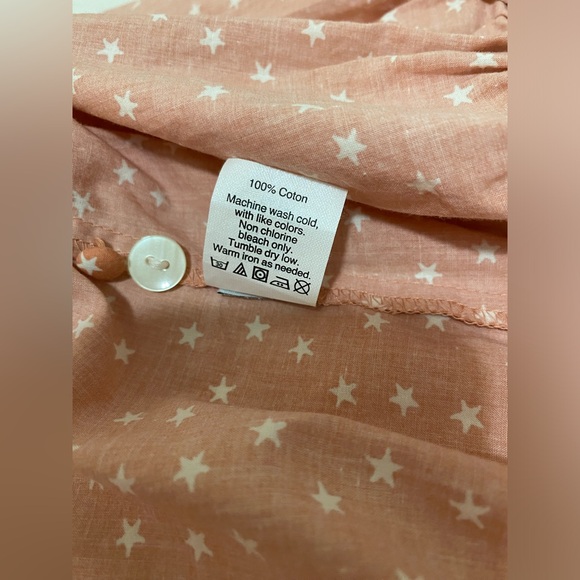 100% Coton
Machine wash cold,
with like colors.
Non chlorine
bleach only.
Tumble dry low.
Warm iron as needed.